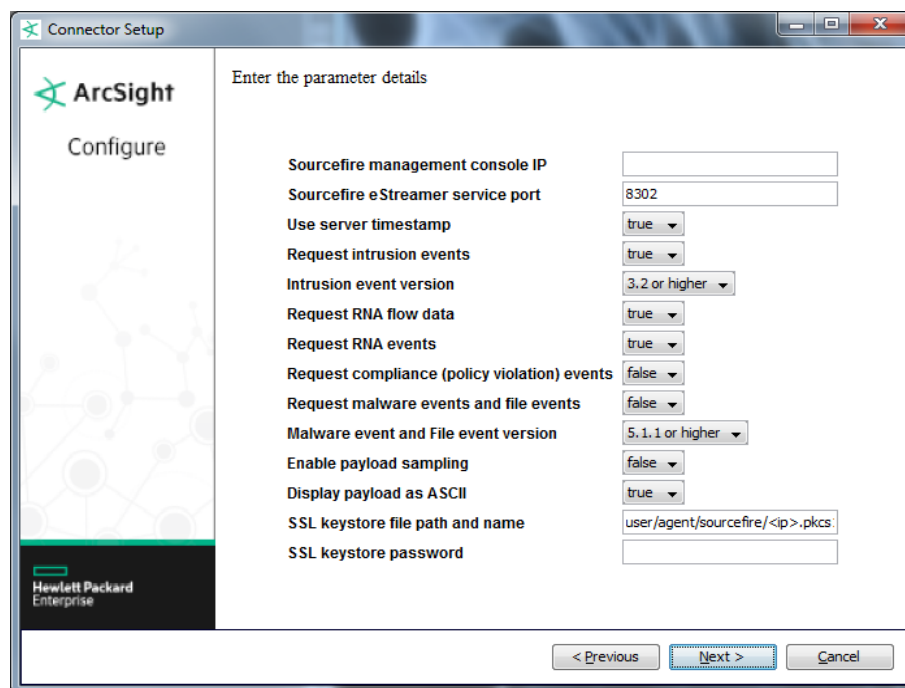 Connector Setup
ArcSight
Configure
Enter the parameter details
Sourcefire management console IP
Sourcefire eStreamer service port 8302
Use server timestamp true
Request intrusion events true
Intrusion event version 3.2 or higher
Request RNA flow data true
Request RNA events true
Request compliance (policy violation) events false
Request malware events and file events false
Malware event and File event version 5.1.1 or higher
Enable payload sampling false
Display payload as ASCII true
SSL keystore file path and name user/agent/sourcefire/<ip>.pkcs:
SSL keystore password
Hewlett Packard
Enterprise
< Previous Next > Cancel